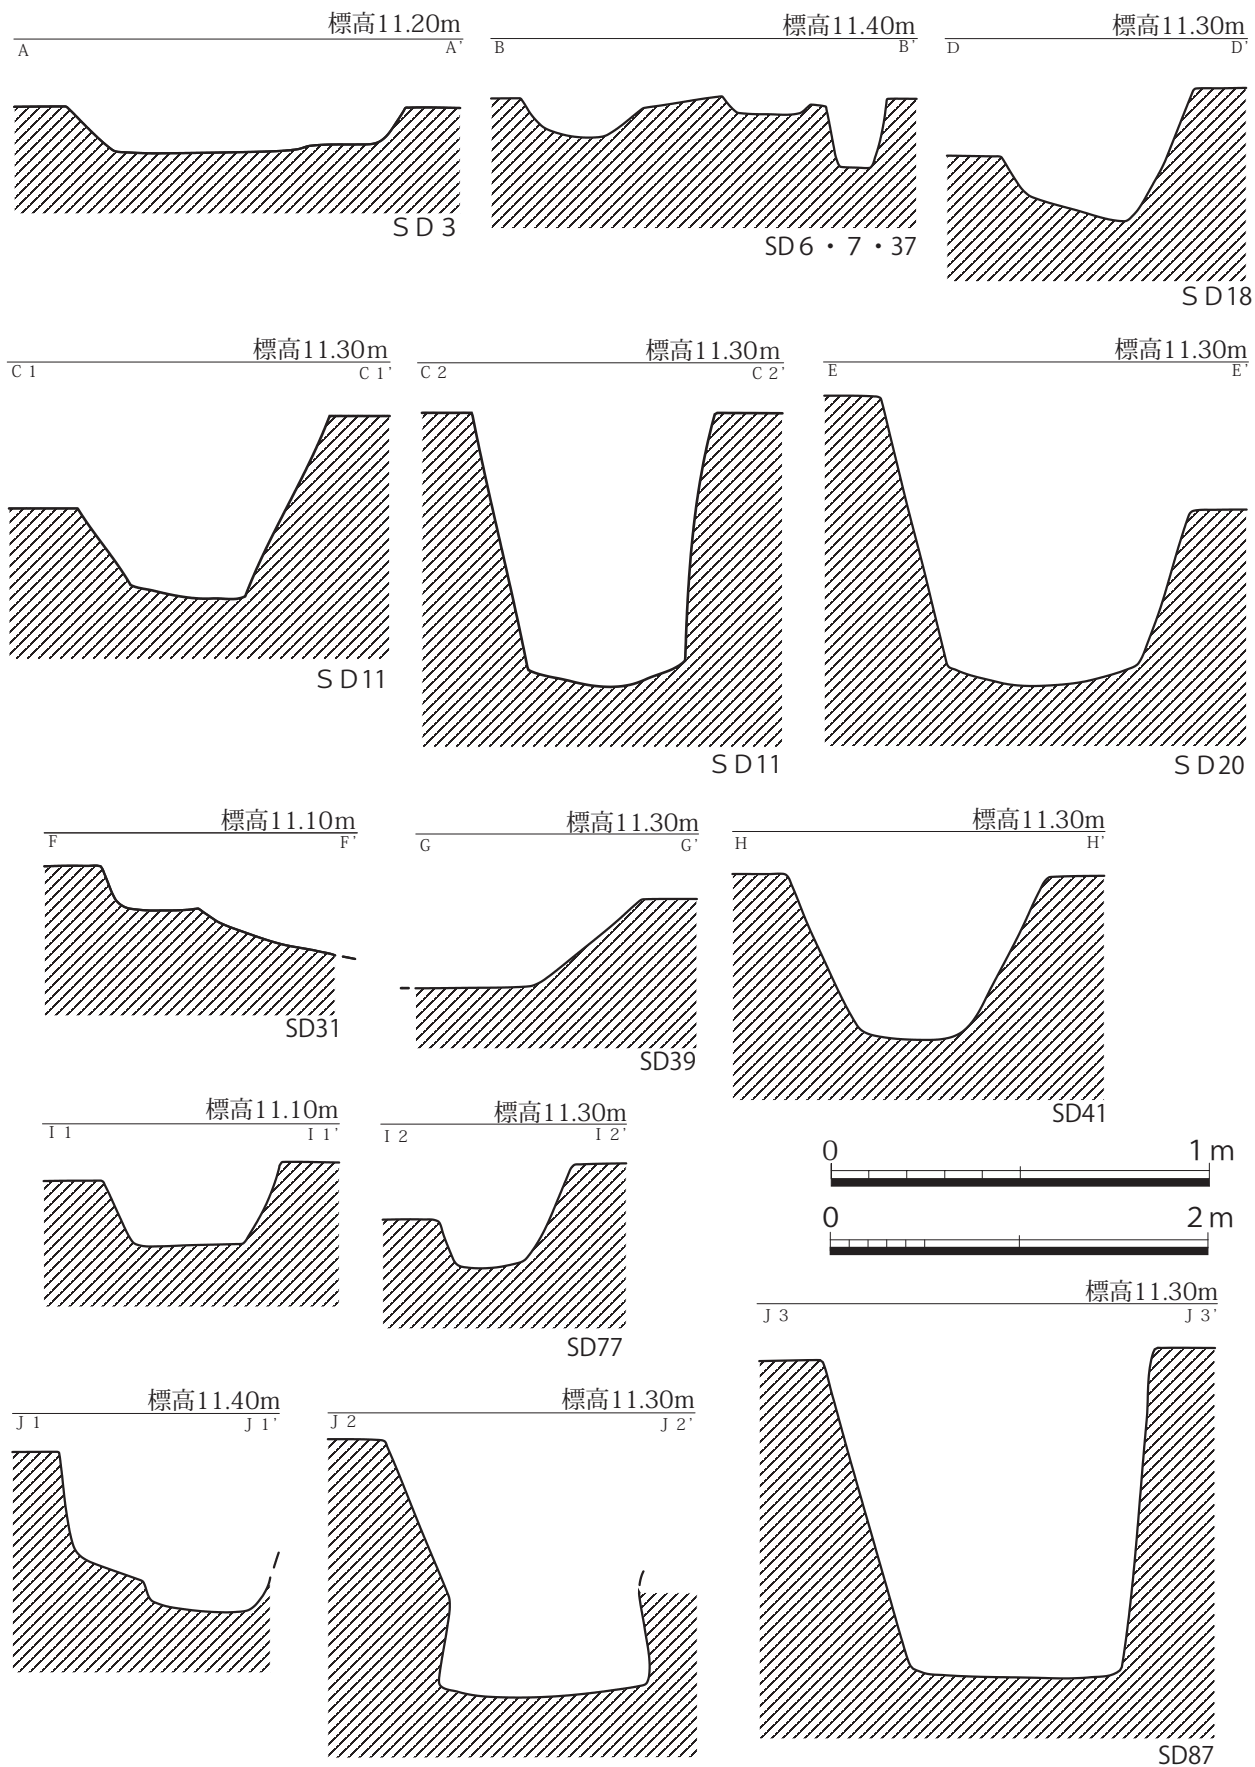 標高11.20m
A A'
SD3
標高11.40m
B B'
SD6・7・37
標高11.30m
D D'
SD18
標高11.30m
C1 C1'
SD11
標高11.30m
C2 C2'
SD11
標高11.30m
E E'
SD20
標高11.10m
F F'
SD31
標高11.30m
G G'
SD39
標高11.30m
H H'
SD41
標高11.10m
I1 I1'
標高11.30m
I2 I2'
SD77
0 1m
0 2m
標高11.40m
J1 J1'
標高11.30m
J2 J2'
標高11.30m
J3 J3'
SD87